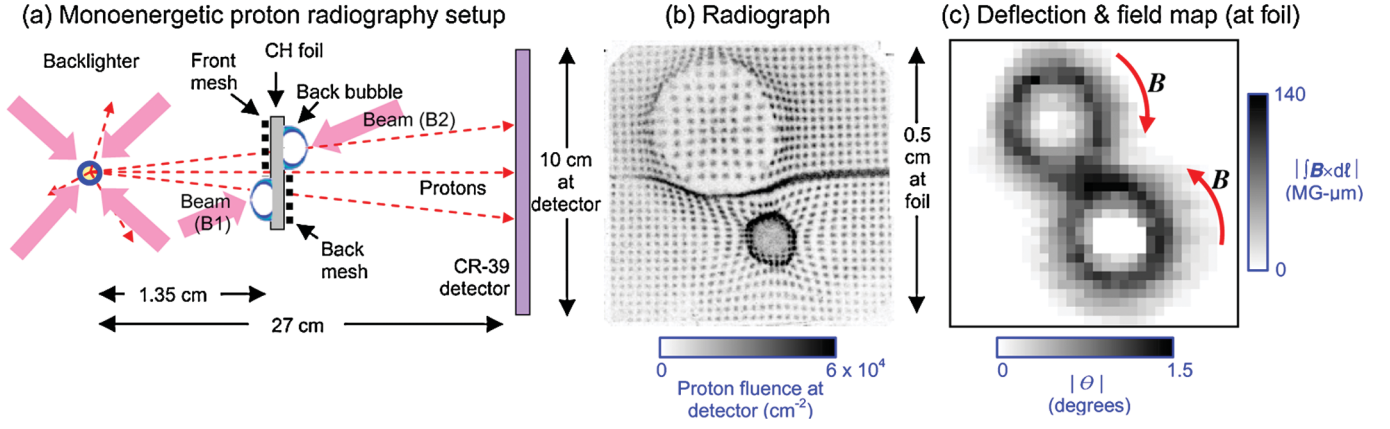 (a) Monoenergetic proton radiography setup
Backlighter
Front
mesh
CH foil
Back bubble
Beam (B2)
Protons
Beam
(B1)
Back
mesh
CR-39
detector
1.35 cm
27 cm
10 cm
at
detector
(b) Radiograph
0.5
cm
at
foil
0
6 x 10⁴
Proton fluence at
detector (cm⁻²)
(c) Deflection & field map (at foil)
B
B
140
|∫B×dℓ|
(MG-μm)
0
0
1.5
|Θ|
(degrees)